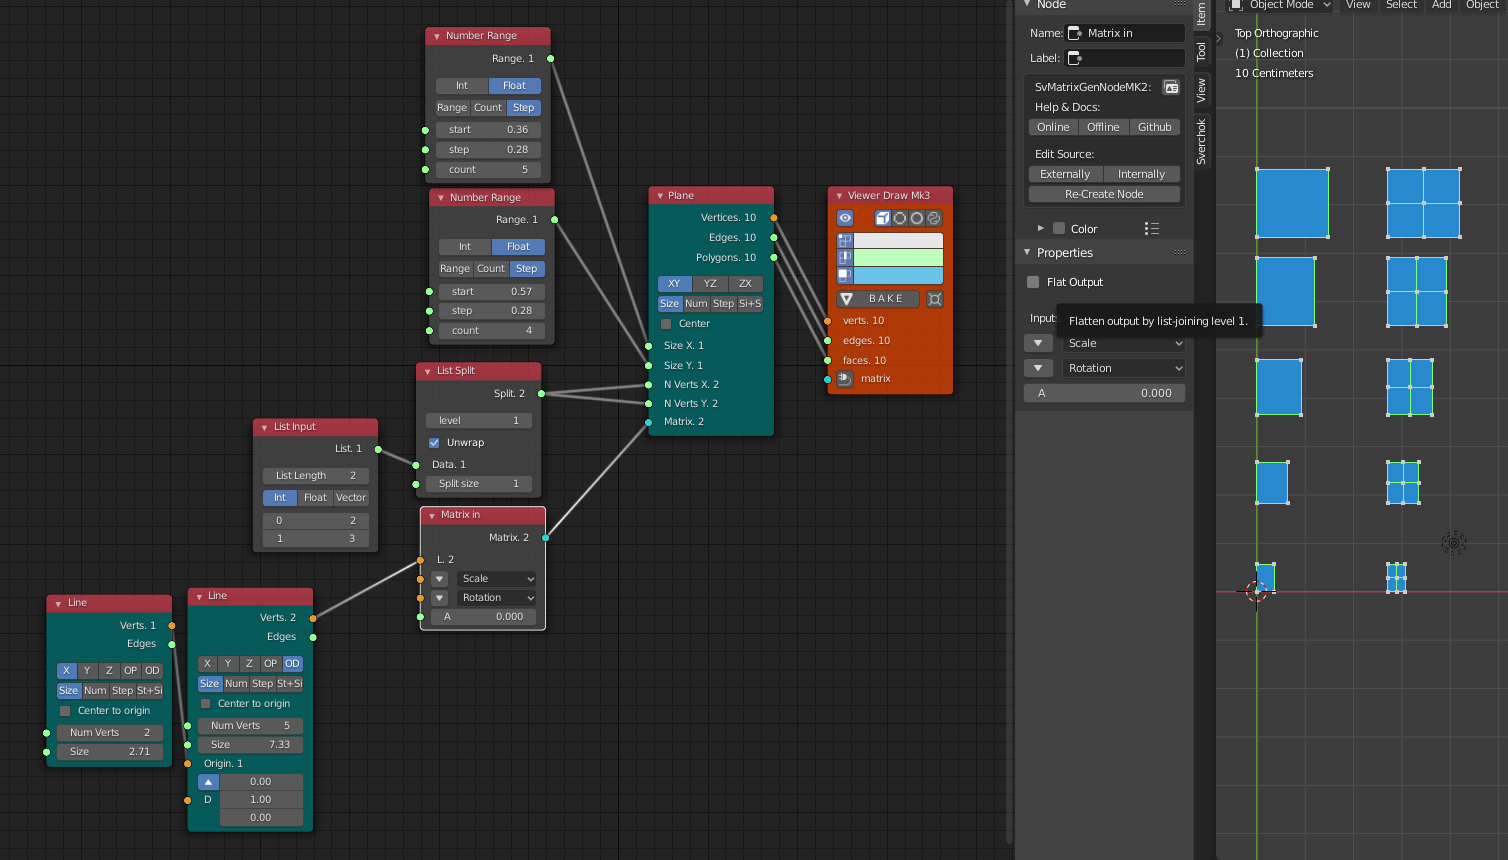 Number Range
Range. 1
Int Float
Range Count Step
start 0.36
step 0.28
count 5
Number Range
Range. 1
Int Float
Range Count Step
start 0.57
step 0.28
count 4
List Split
Split. 2
level 1
Unwrap
Data. 1
Split size 1
List Input
List. 1
List Length 2
Int Float Vector
0 2
1 3
Matrix in
Matrix. 2
L. 2
Scale
Rotation
A 0.000
Line
Verts. 1
Edges
X Y Z OP OD
Size Num Step St+Si
Center to origin
Num Verts 2
Size 2.71
Line
Verts. 2
Edges
X Y Z OP OD
Size Num Step St+Si
Center to origin
Num Verts 5
Size 7.33
Origin. 1
0.00
D 1.00
0.00
Plane
Vertices. 10
Edges. 10
Polygons. 10
XY YZ ZX
Size Num Step Si+S
Center
Size X. 1
Size Y. 1
N Verts X. 2
N Verts Y. 2
Matrix. 2
Viewer Draw Mk3
BAKE
verts. 10
edges. 10
faces. 10
matrix
Node
Name: Matrix in
Label:
SvMatrixGenNodeMK2:
Help & Docs:
Online Offline Github
Edit Source:
Externally Internally
Re-Create Node
Color
Properties
Flat Output
Input
Flatten output by list-joining level 1.
Scale
Rotation
A 0.000
Item
Tool
View
Sverchok
Object Mode View Select Add Object
Top Orthographic
(1) Collection
10 Centimeters